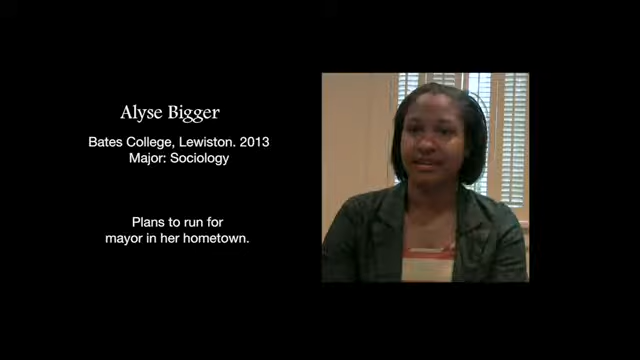 Alyse Bigger
Bates College, Lewiston. 2013
Major: Sociology
Plans to run for
mayor in her hometown.